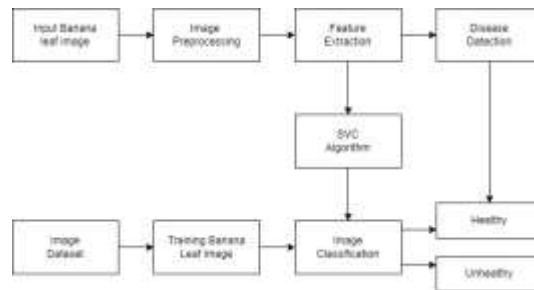 Input Banana
leaf image
Image
Preprocessing
Feature
Extraction
Disease
Detection
SVC
Algorithm
Image
Dataset
Training Banana
Leaf Image
Image
Classification
Healthy
Unhealthy